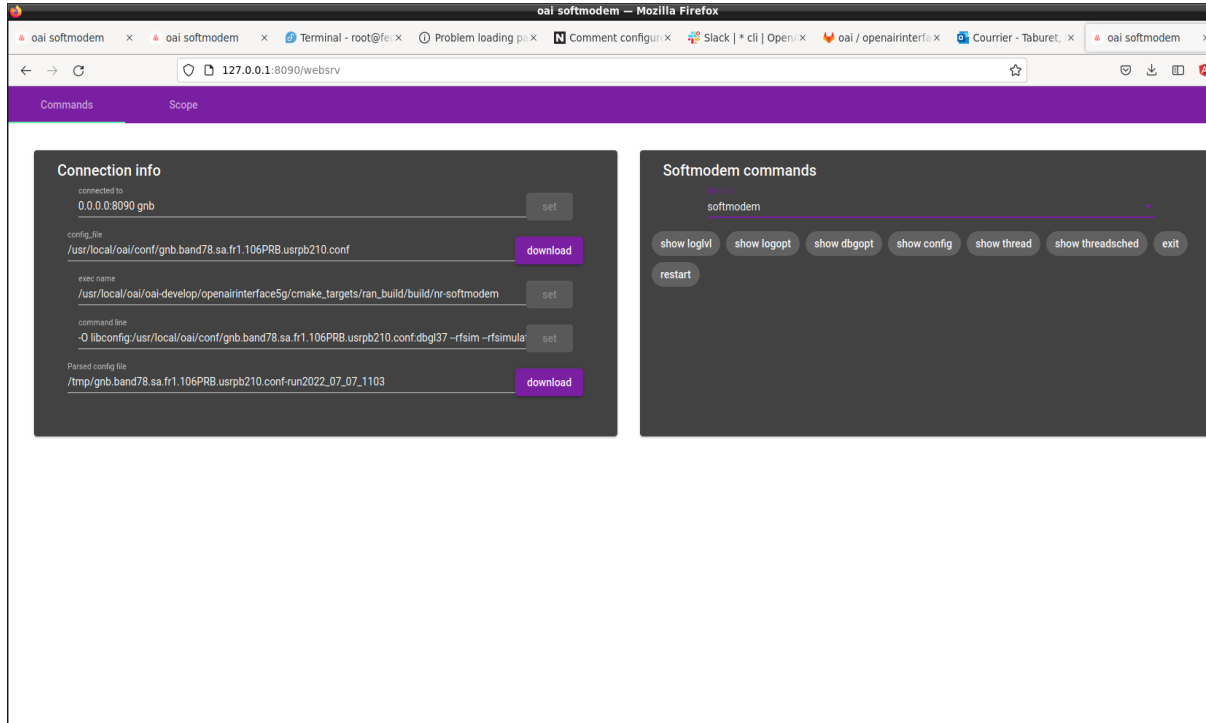 oai softmodem — Mozilla Firefox
oai softmodem × oai softmodem × Terminal - root@fe × Problem loading pa × Comment configur × Slack | * cli | Open × oai / openairinterfa × Courrier - Taburet, × oai softmodem
127.0.0.1:8090/websrv
Commands Scope
Connection info
connected to
0.0.0.0:8090 gnb
set
config_file
/usr/local/oai/conf/gnb.band78.sa.fr1.106PRB.usrpb210.conf
download
exec name
/usr/local/oai/oai-develop/openairinterface5g/cmake_targets/ran_build/build/nr-softmodem
set
command line
-O libconfig:/usr/local/oai/conf/gnb.band78.sa.fr1.106PRB.usrpb210.conf:dbgl37 --rfsim --rfsimulat
set
Parsed config file
/tmp/gnb.band78.sa.fr1.106PRB.usrpb210.conf-run2022_07_07_1103
download
Softmodem commands
softmodem
show loglvl show logopt show dbgopt show config show thread show threadsched exit
restart